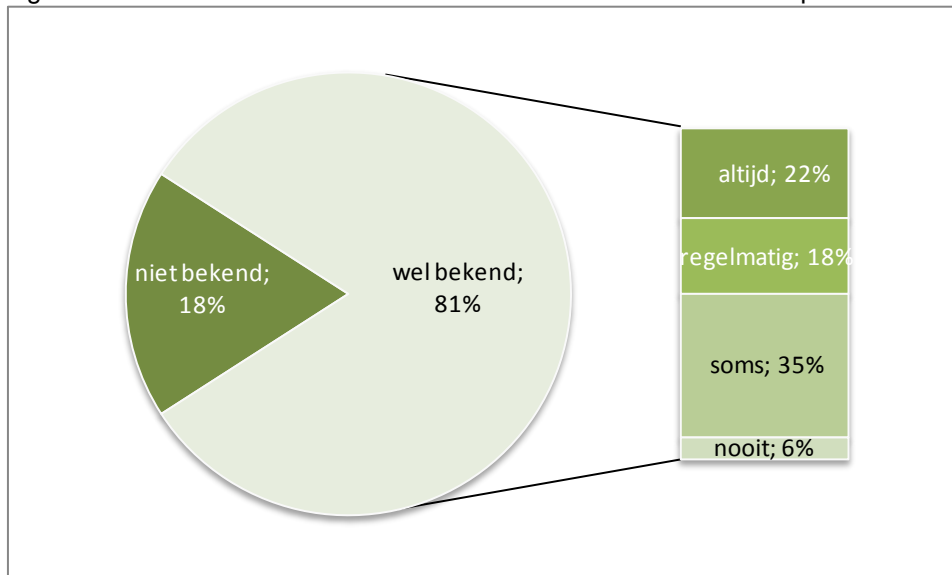 niet bekend;
18%
wel bekend;
81%
altijd; 22%
regelmatig; 18%
soms; 35%
nooit; 6%